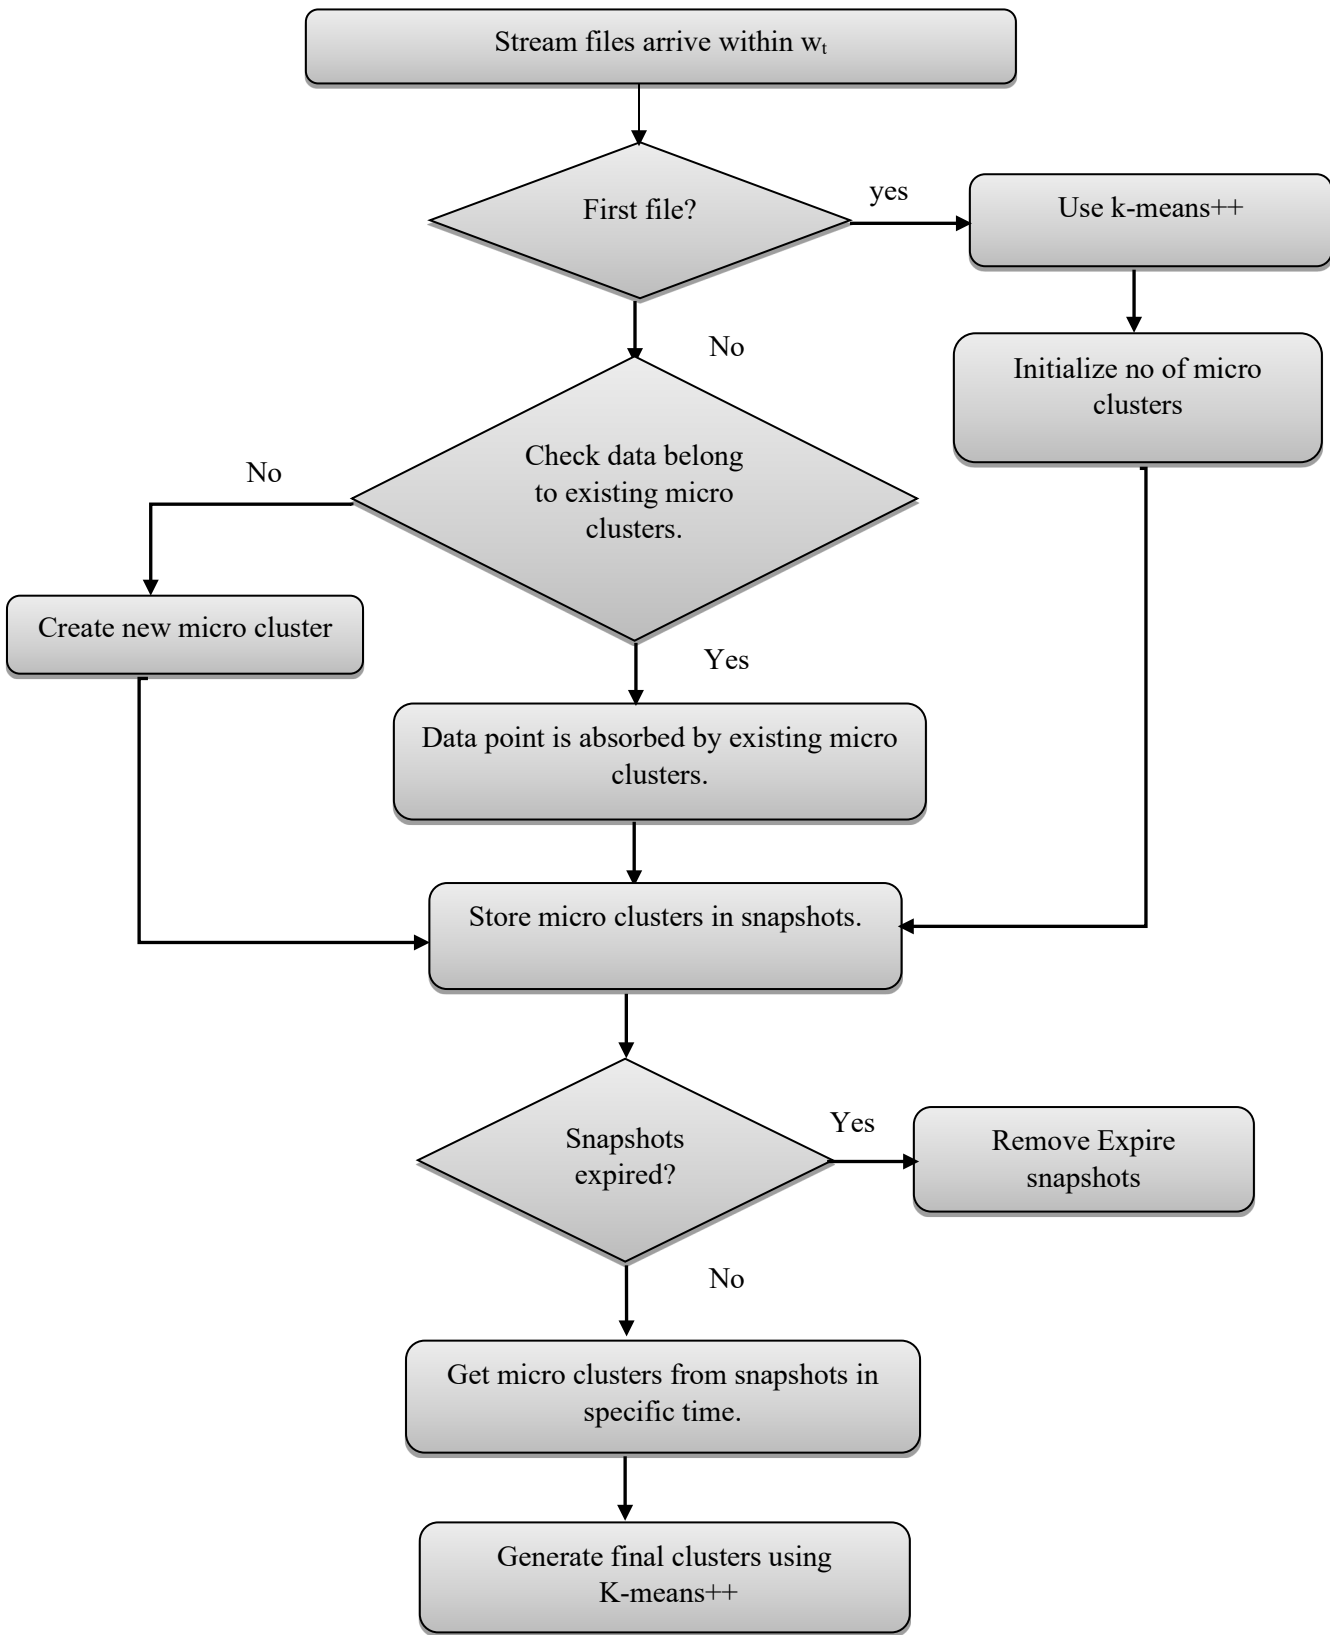 Stream files arrive within wₜ
First file?
yes
Use k-means++
No
Initialize no of micro
clusters
Check data belong
to existing micro
clusters.
No
Create new micro cluster
Yes
Data point is absorbed by existing micro
clusters.
Store micro clusters in snapshots.
Snapshots
expired?
Yes
Remove Expire
snapshots
No
Get micro clusters from snapshots in
specific time.
Generate final clusters using
K-means++